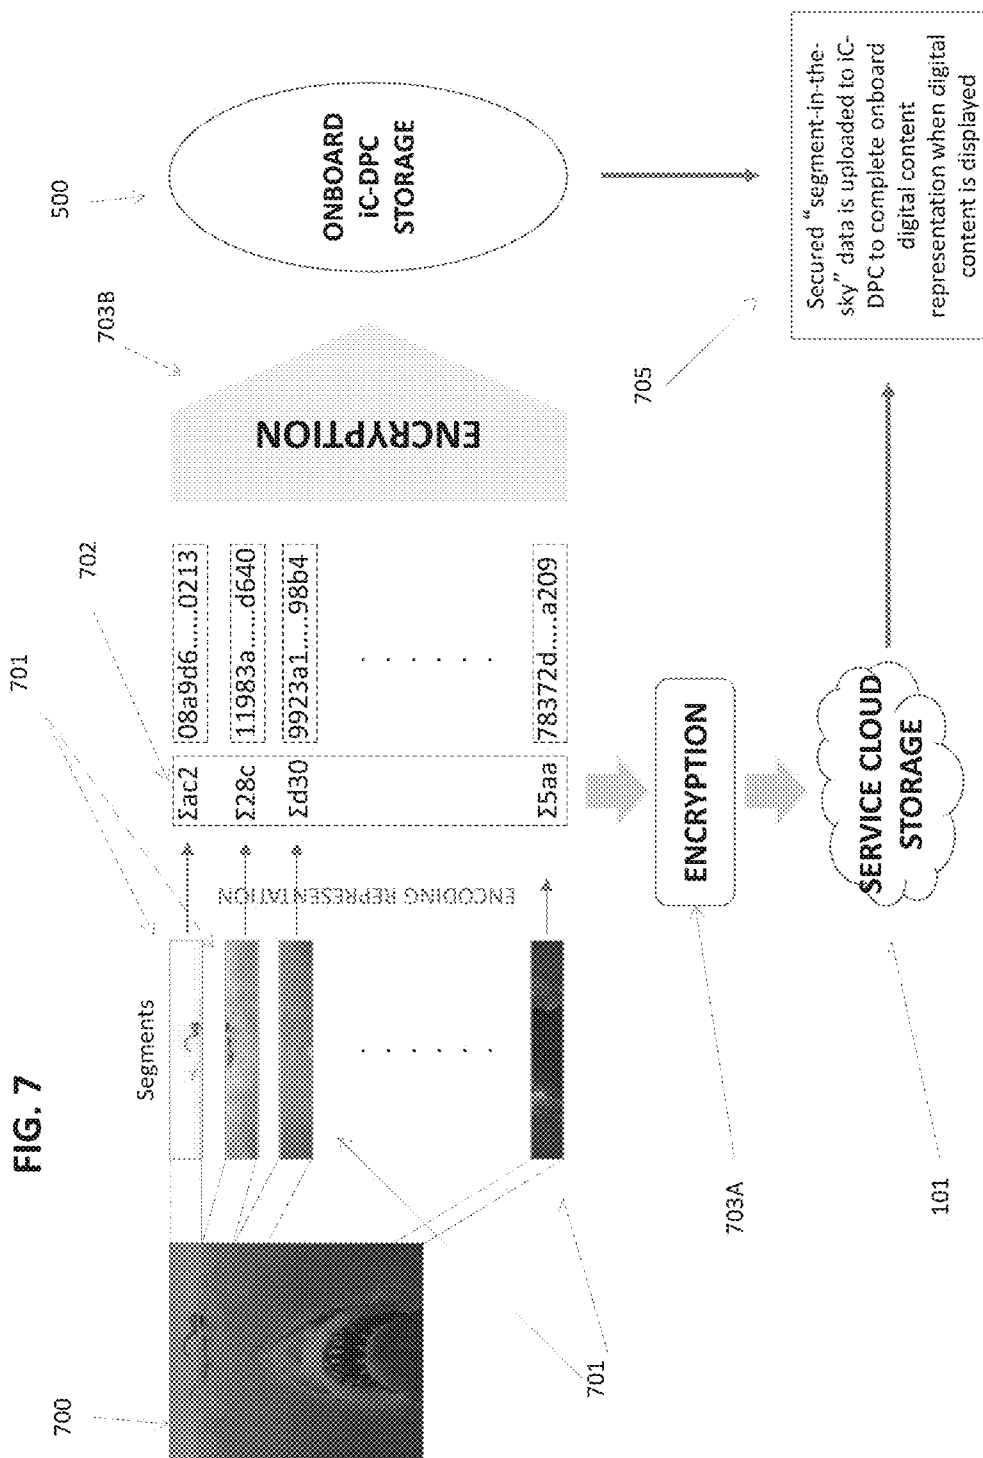 FIG. 7
700
701
Segments
701
ENCODING REPRESENTATION
702
Σac2 08a9d6......0213
Σ28c 11983a......d640
Σd30 9923a1.....98b4
. . . . . .
. . . . . .
Σ5aa 78372d.....a209
703B
ENCRYPTION
500
ONBOARD
iC-DPC
STORAGE
703A
ENCRYPTION
101
SERVICE CLOUD
STORAGE
705
Secured “segment-in-the-
sky” data is uploaded to iC-
DPC to complete onboard
digital content
representation when digital
content is displayed